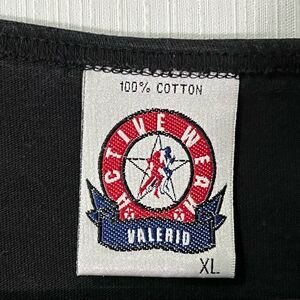 100% COTTON
ACTIVE WEAR
VALERIO
XL